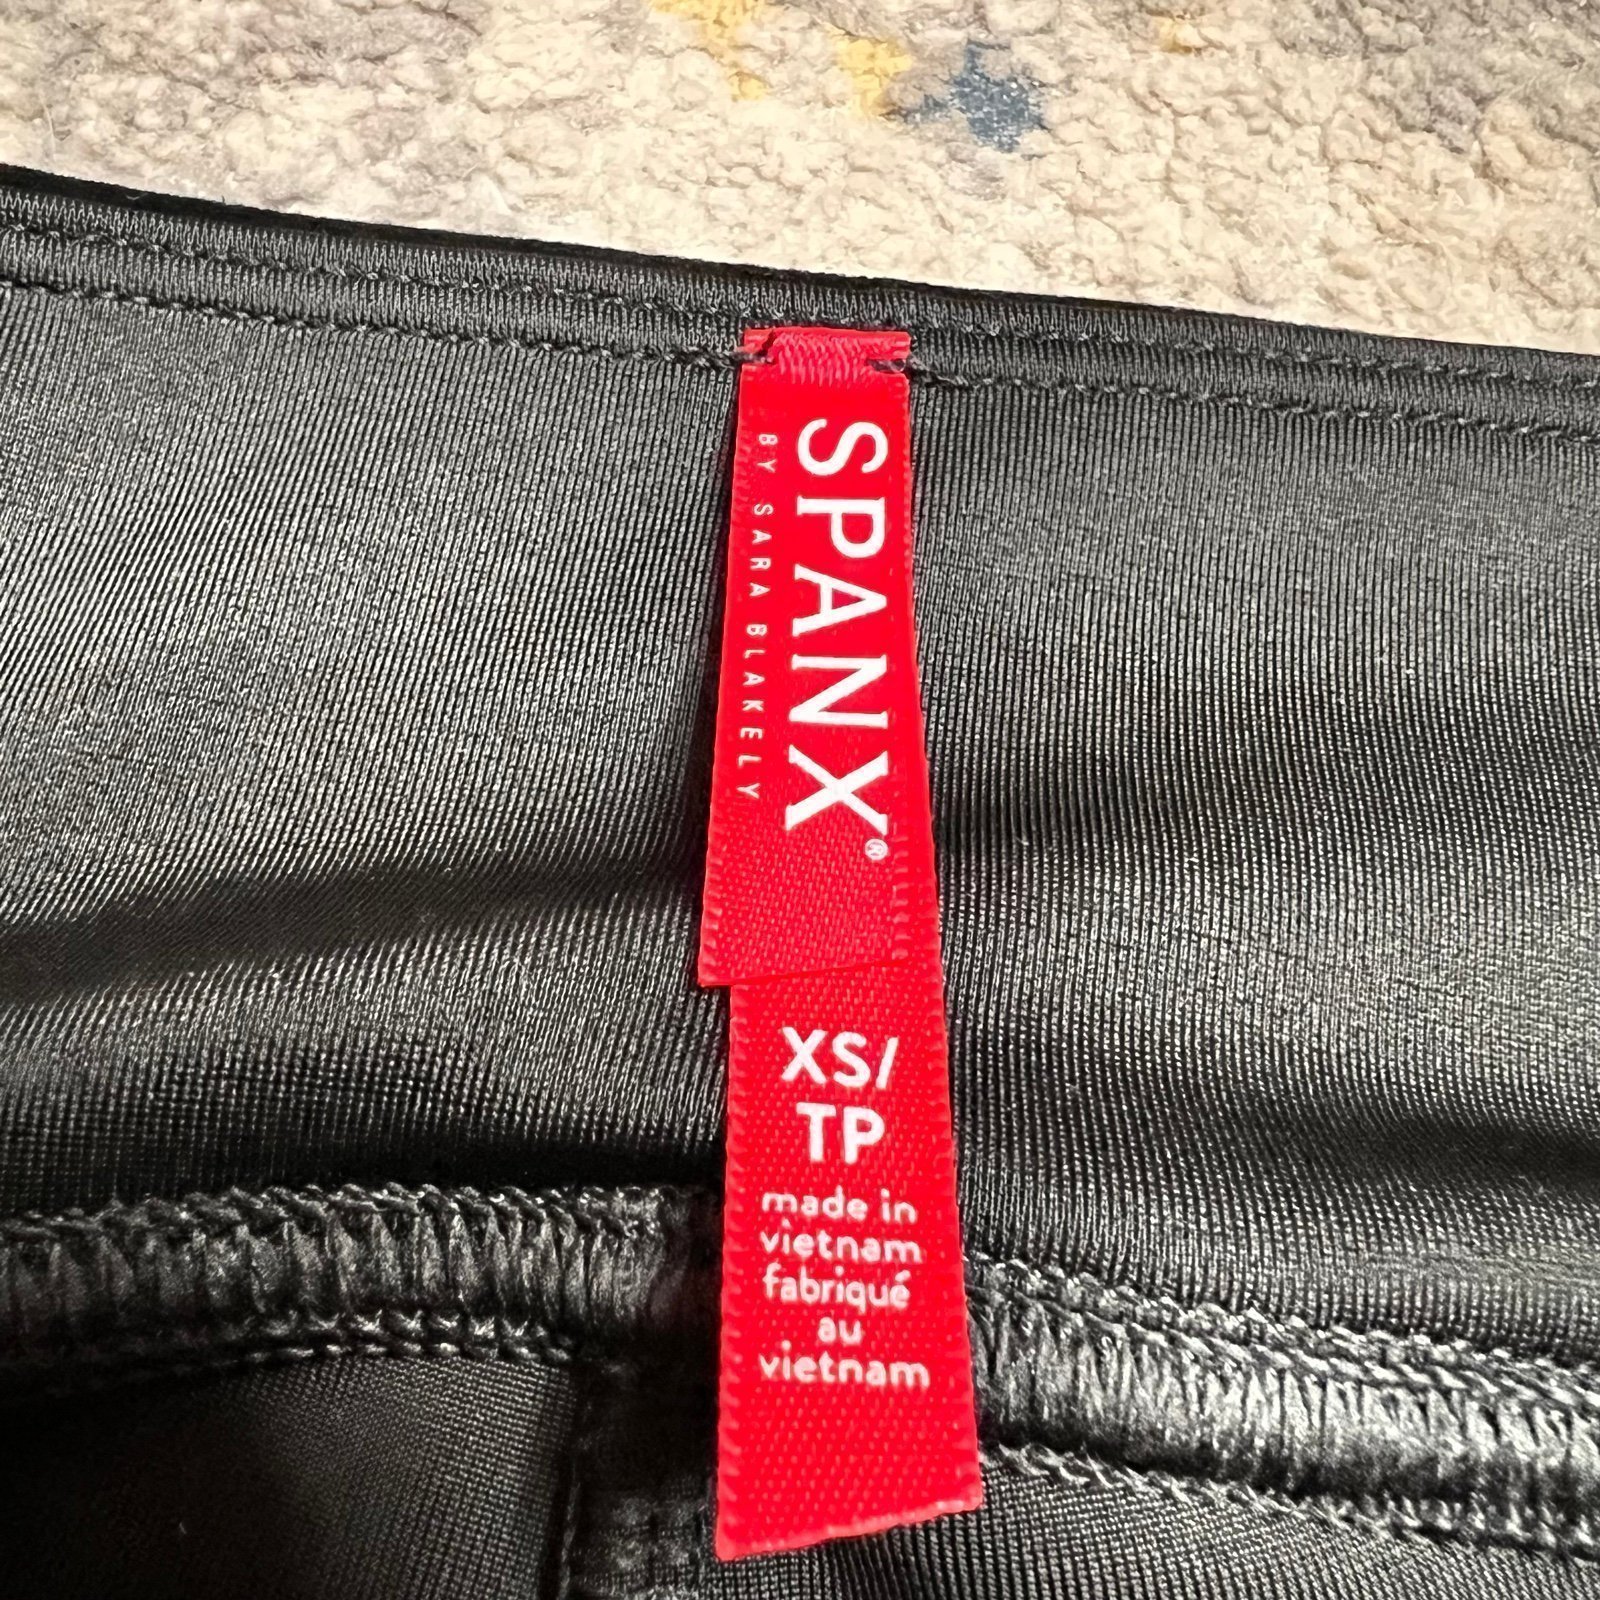 SPANX®
BY SARA BLAKELY
XS/
TP
made in
vietnam
fabriqué
au
vietnam